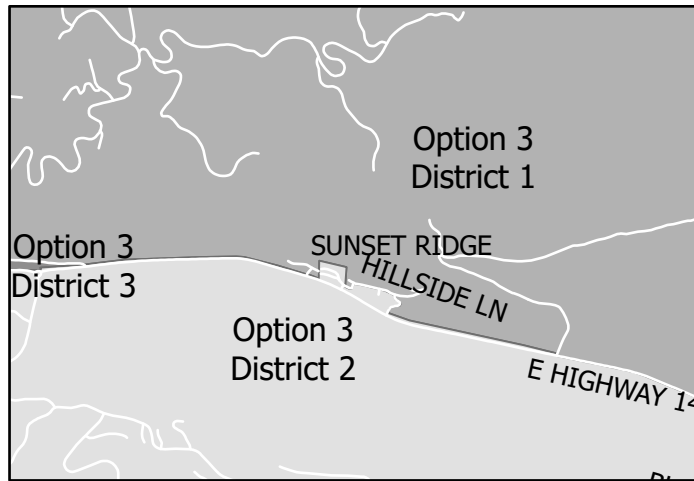 Option 3
District 1
Option 3
District 3
SUNSET RIDGE
HILLSIDE LN
Option 3
District 2
E HIGHWAY 14